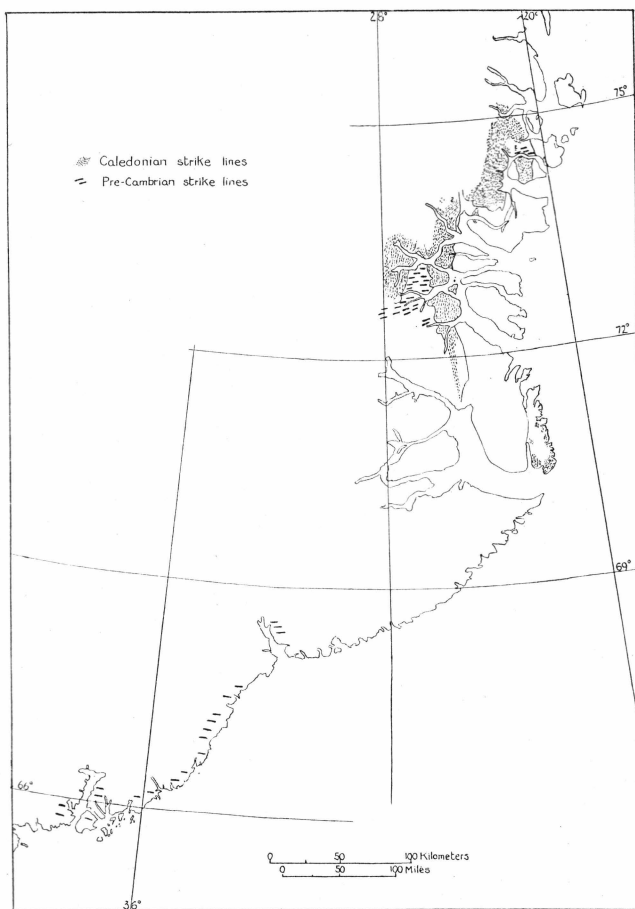 28° 20°
75°
Caledonian strike lines
Pre-Cambrian strike lines
72°
69°
66°
0 50 100 Kilometers
0 50 100 Miles
36°